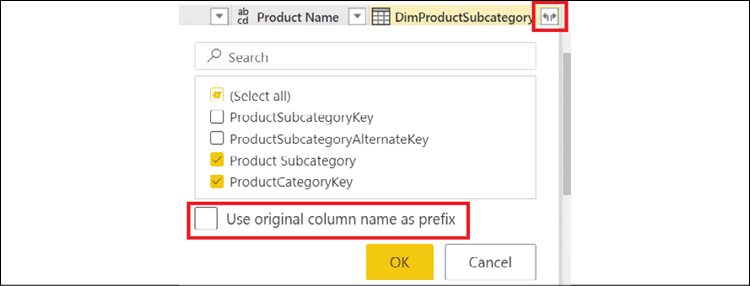 ab
cd Product Name DimProductSubcategory
Search
(Select all)
ProductSubcategoryKey
ProductSubcategoryAlternateKey
Product Subcategory
ProductCategoryKey
Use original column name as prefix
OK Cancel